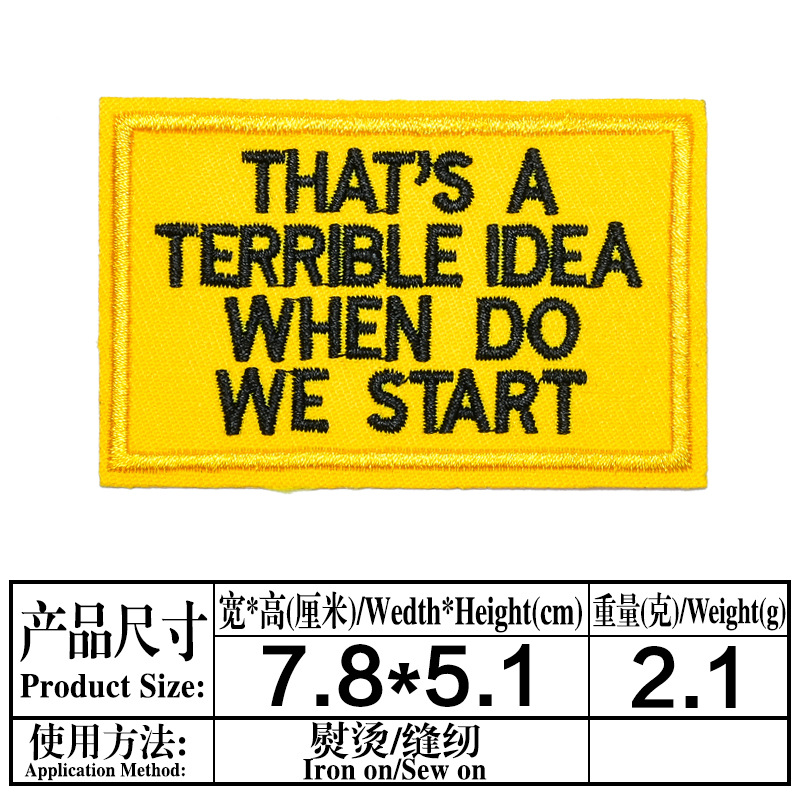 THAT'S A
TERRIBLE IDEA
WHEN DO
WE START
产品尺寸
Product Size:
宽*高(厘米)/Wedth*Height(cm)
重量(克)/Weight(g)
7.8*5.1
2.1
使用方法:
Application Method:
熨烫/缝纫
Iron on/Sew on